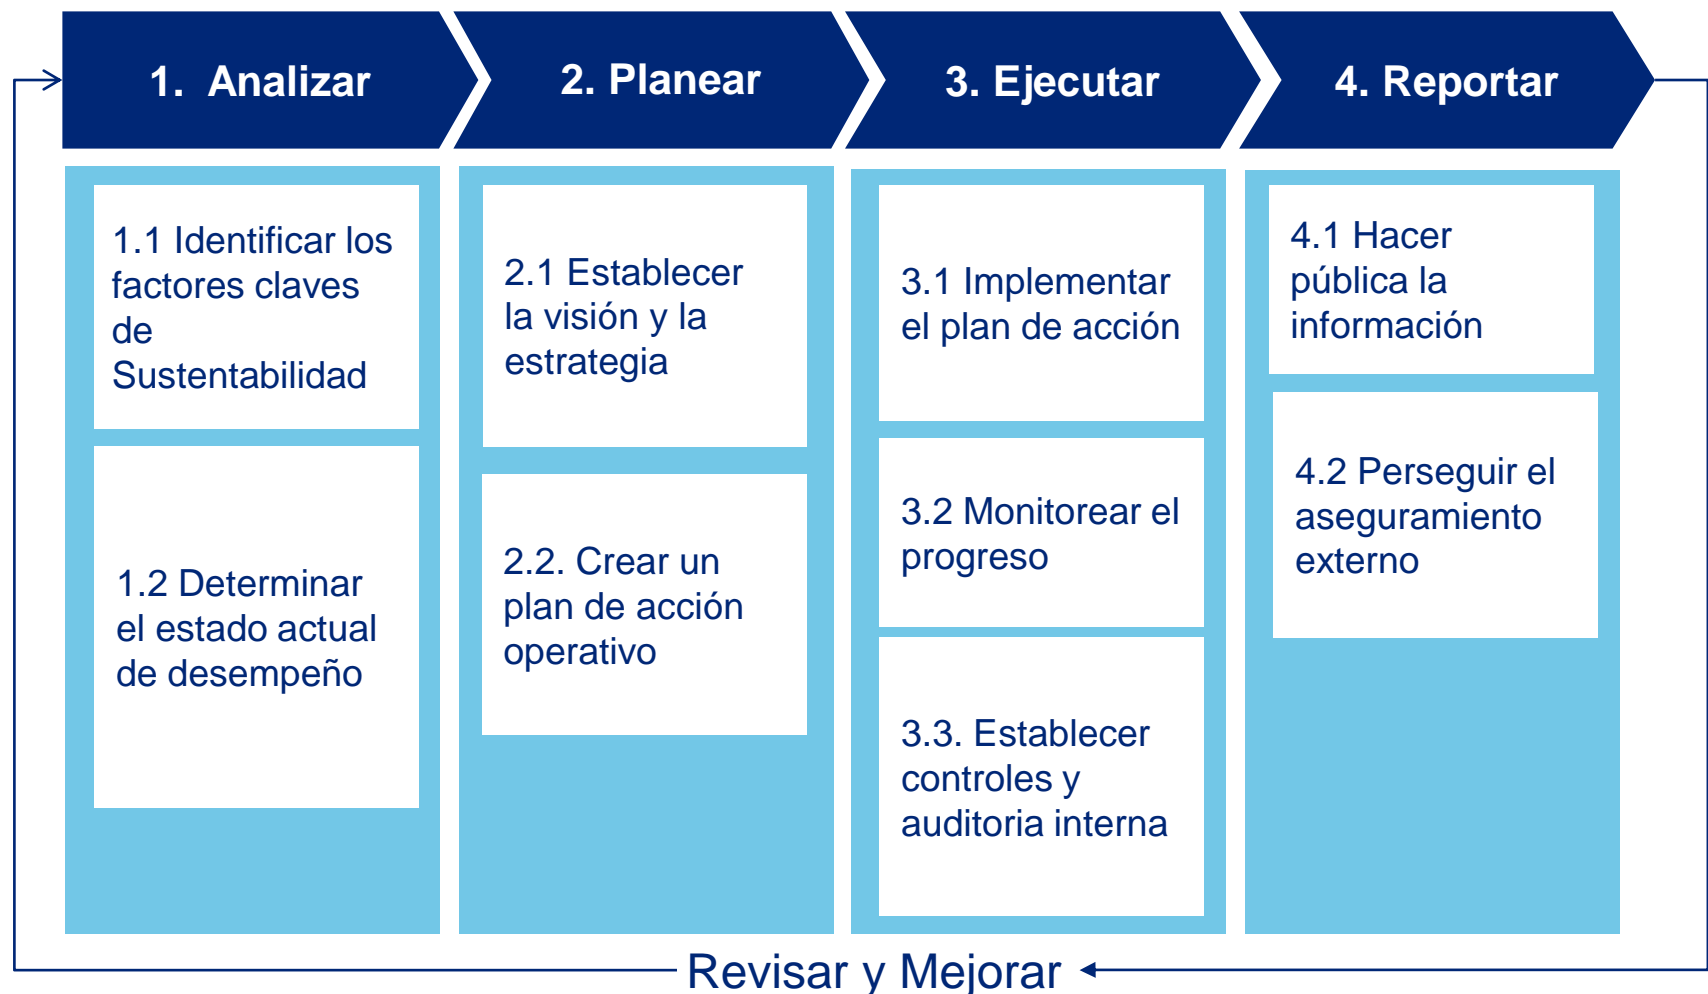 1. Analizar
2. Planear
3. Ejecutar
4. Reportar
1.1 Identificar los
factores claves
de
Sustentabilidad
1.2 Determinar
el estado actual
de desempeño
2.1 Establecer
la visión y la
estrategia
2.2. Crear un
plan de acción
operativo
3.1 Implementar
el plan de acción
3.2 Monitorear el
progreso
3.3. Establecer
controles y
auditoria interna
4.1 Hacer
pública la
información
4.2 Perseguir el
aseguramiento
externo
Revisar y Mejorar